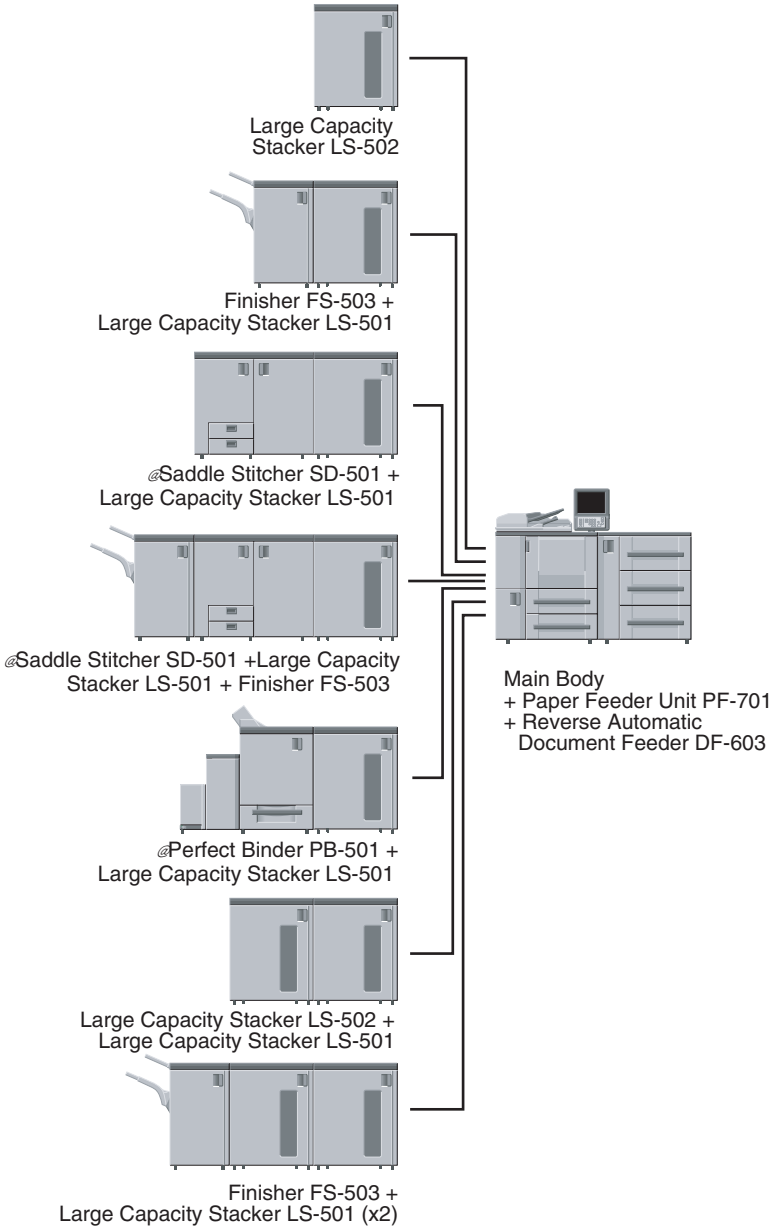 Large Capacity
Stacker LS-502
Finisher FS-503 +
Large Capacity Stacker LS-501
@Saddle Stitcher SD-501 +
Large Capacity Stacker LS-501
@Saddle Stitcher SD-501 +Large Capacity
Stacker LS-501 + Finisher FS-503
Main Body
+ Paper Feeder Unit PF-701
+ Reverse Automatic
Document Feeder DF-603
@Perfect Binder PB-501 +
Large Capacity Stacker LS-501
Large Capacity Stacker LS-502 +
Large Capacity Stacker LS-501
Finisher FS-503 +
Large Capacity Stacker LS-501 (x2)